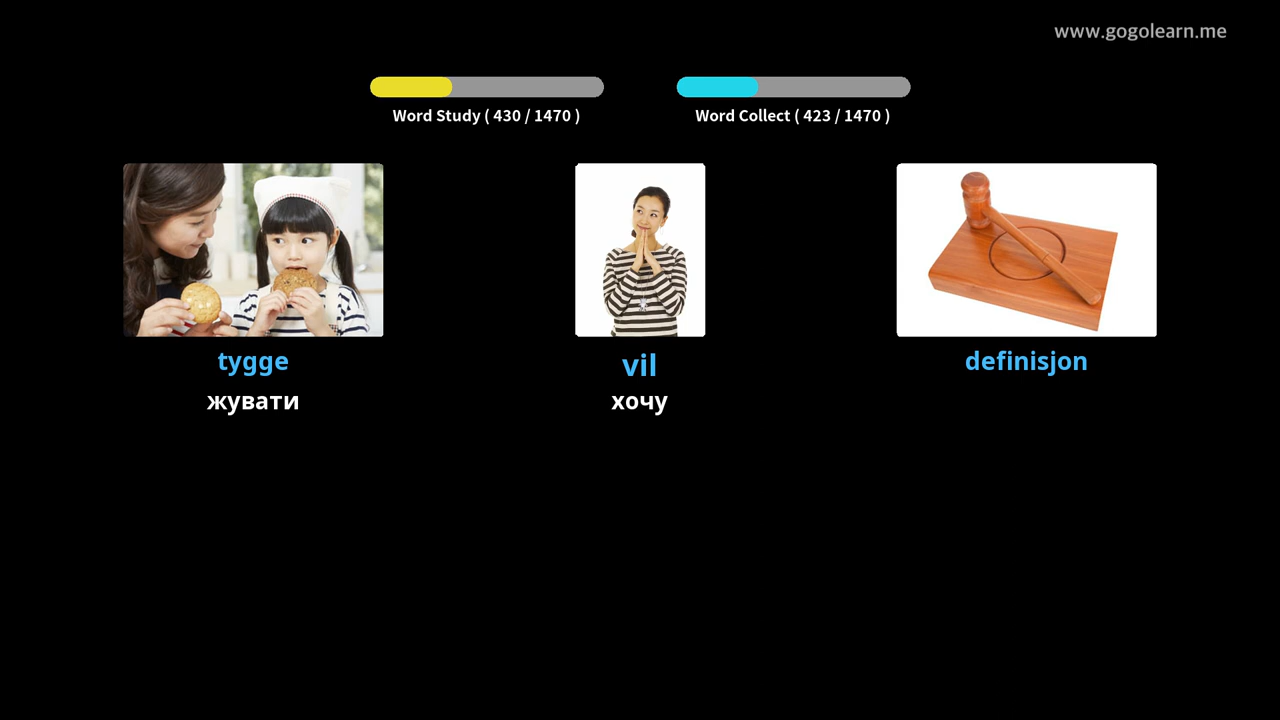 www.gogolearn.me
Word Study ( 430 / 1470 )
Word Collect ( 423 / 1470 )
tygge
жувати
vil
хочу
definisjon